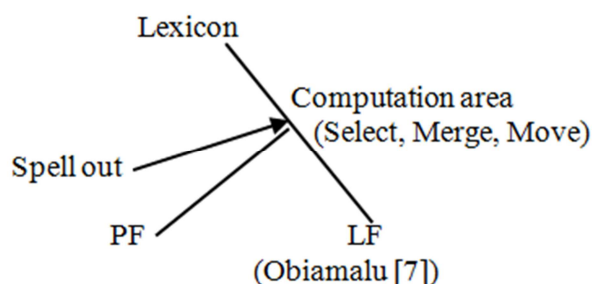 Lexicon
Computation area
(Select, Merge, Move)
Spell out
PF
LF
(Obiamalu [7])